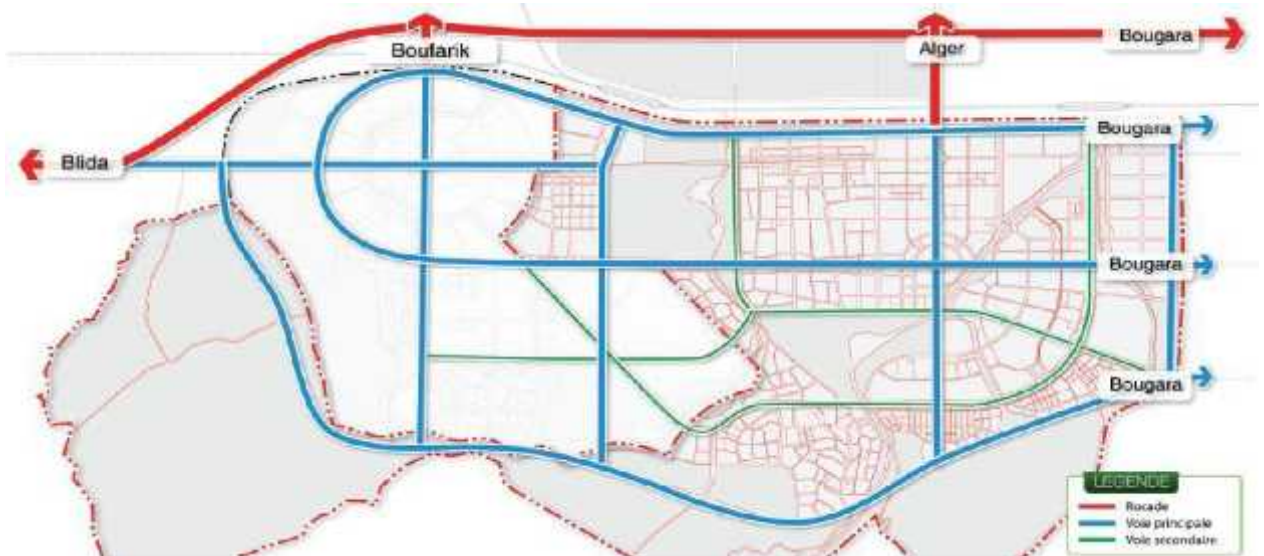 Bougara
Boufarik
Alger
Bougara
Blida
Bougara
Bougara
LEGENDE
Rocade
Voie principale
Voie secondaire